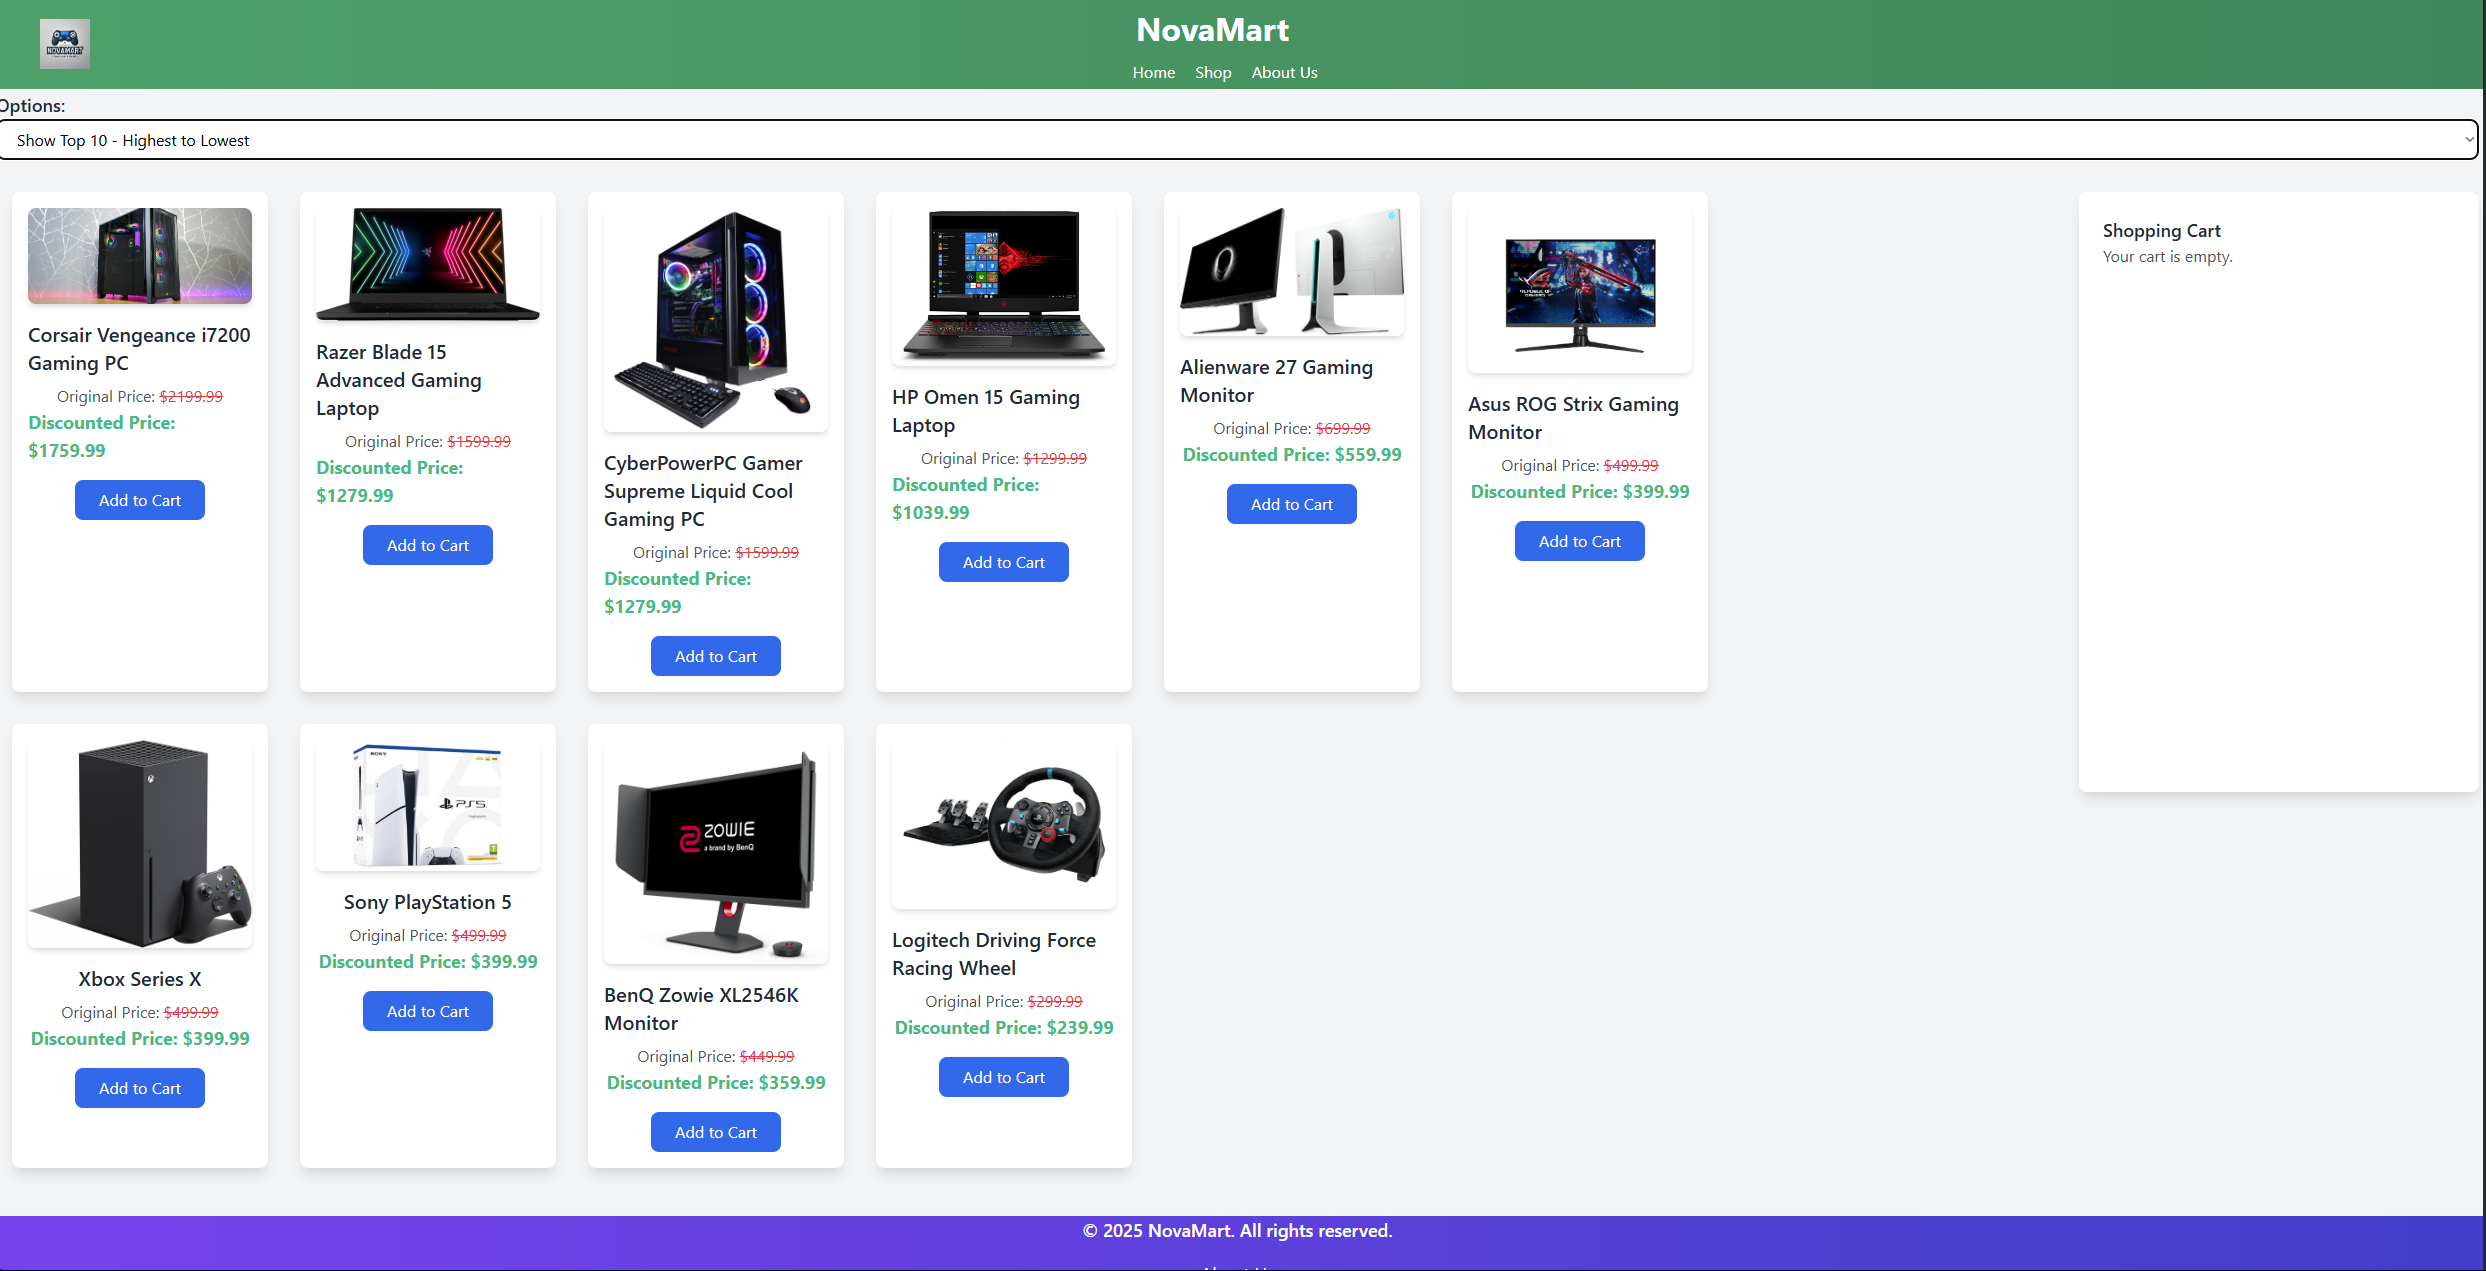 NOVAMART
NovaMart
Home Shop About Us
Options:
Show Top 10 - Highest to Lowest
Corsair Vengeance i7200
Gaming PC
Original Price: $2199.99
Discounted Price:
$1759.99
Add to Cart
Razer Blade 15
Advanced Gaming
Laptop
Original Price: $1599.99
Discounted Price:
$1279.99
Add to Cart
CyberPowerPC Gamer
Supreme Liquid Cool
Gaming PC
Original Price: $1599.99
Discounted Price:
$1279.99
Add to Cart
HP Omen 15 Gaming
Laptop
Original Price: $1299.99
Discounted Price:
$1039.99
Add to Cart
Alienware 27 Gaming
Monitor
Original Price: $699.99
Discounted Price: $559.99
Add to Cart
REPUBLIC OF
GAMERS
Asus ROG Strix Gaming
Monitor
Original Price: $499.99
Discounted Price: $399.99
Add to Cart
Shopping Cart
Your cart is empty.
Xbox Series X
Original Price: $499.99
Discounted Price: $399.99
Add to Cart
SONY
PS5
Sony PlayStation 5
Original Price: $499.99
Discounted Price: $399.99
Add to Cart
ZOWIE
a brand by BenQ
BenQ Zowie XL2546K
Monitor
Original Price: $449.99
Discounted Price: $359.99
Add to Cart
Logitech Driving Force
Racing Wheel
Original Price: $299.99
Discounted Price: $239.99
Add to Cart
© 2025 NovaMart. All rights reserved.